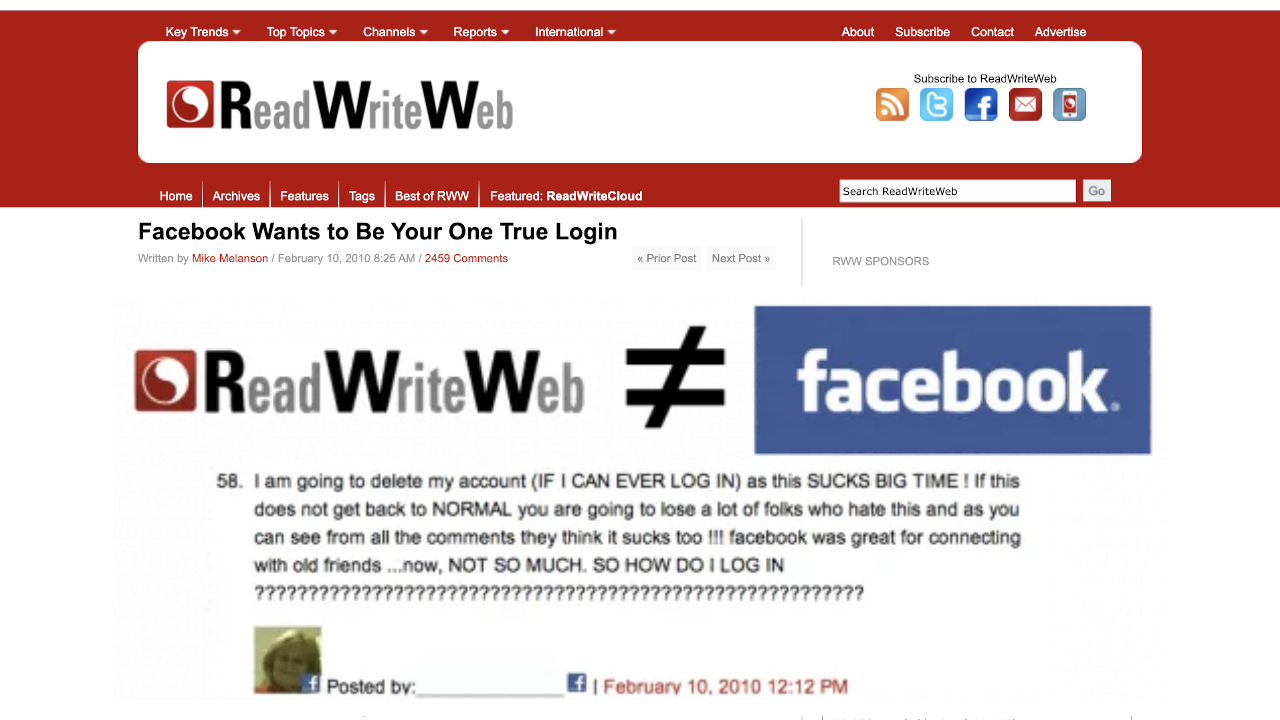 Key Trends Top Topics Channels Reports International About Subscribe Contact Advertise
ReadWriteWeb
Subscribe to ReadWriteWeb
Home Archives Features Tags Best of RWW Featured: ReadWriteCloud
Search ReadWriteWeb Go
Facebook Wants to Be Your One True Login
Written by Mike Melanson / February 10, 2010 8:25 AM / 2459 Comments
« Prior Post Next Post »
RWW SPONSORS
ReadWriteWeb ≠ facebook.
58. I am going to delete my account (IF I CAN EVER LOG IN) as this SUCKS BIG TIME ! If this
does not get back to NORMAL you are going to lose a lot of folks who hate this and as you
can see from all the comments they think it sucks too !!! facebook was great for connecting
with old friends ...now, NOT SO MUCH. SO HOW DO I LOG IN
????????????????????????????????????????????????????????
Posted by: | February 10, 2010 12:12 PM